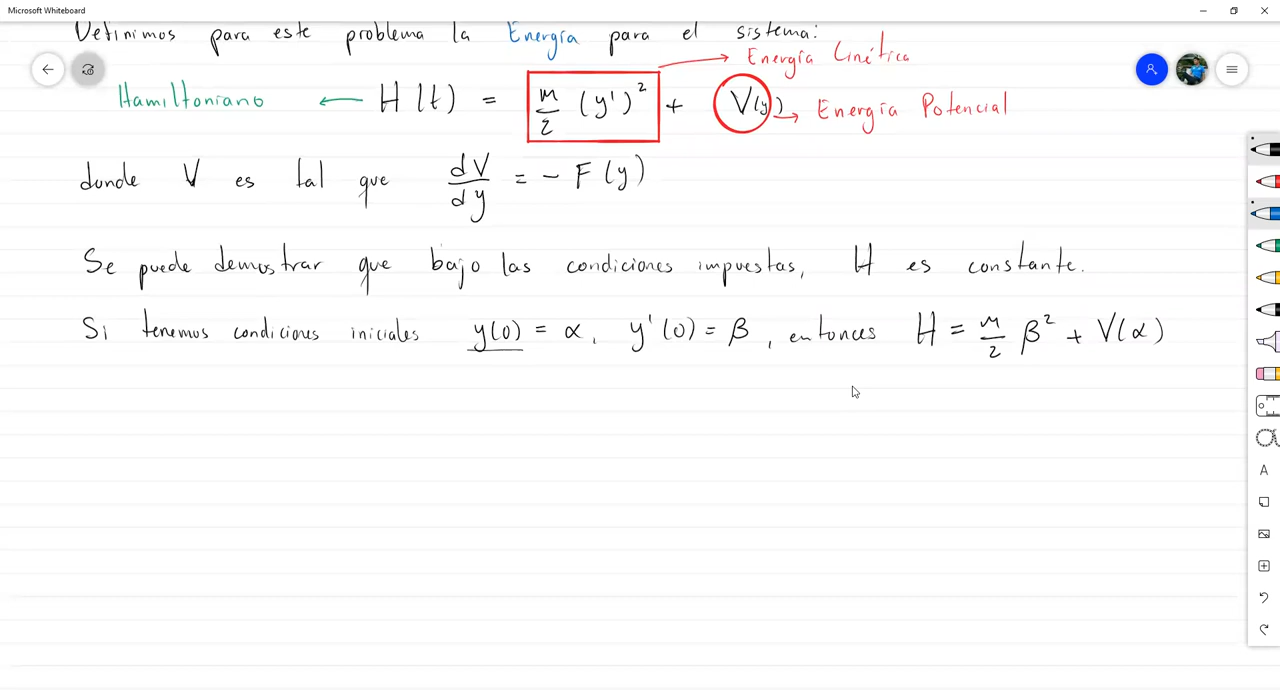 Microsoft Whiteboard
Definimos para este problema la Energía para el sistema:
Energía Cinética
Hamiltoniano ← H(t) = m/2 (y')² + V(y) → Energía Potencial
donde V es tal que dV/dy = - F(y)
Se puede demostrar que bajo las condiciones impuestas, H es constante.
Si tenemos condiciones iniciales y(0) = α, y'(0) = β, entonces H = m/2 β² + V(α)